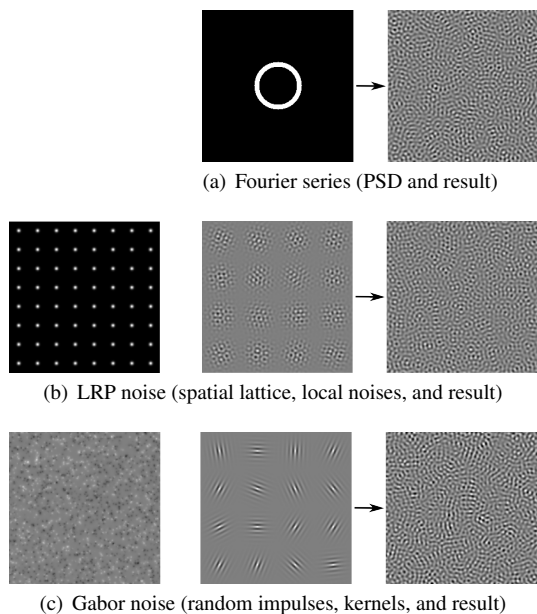 (a) Fourier series (PSD and result)
(b) LRP noise (spatial lattice, local noises, and result)
(c) Gabor noise (random impulses, kernels, and result)